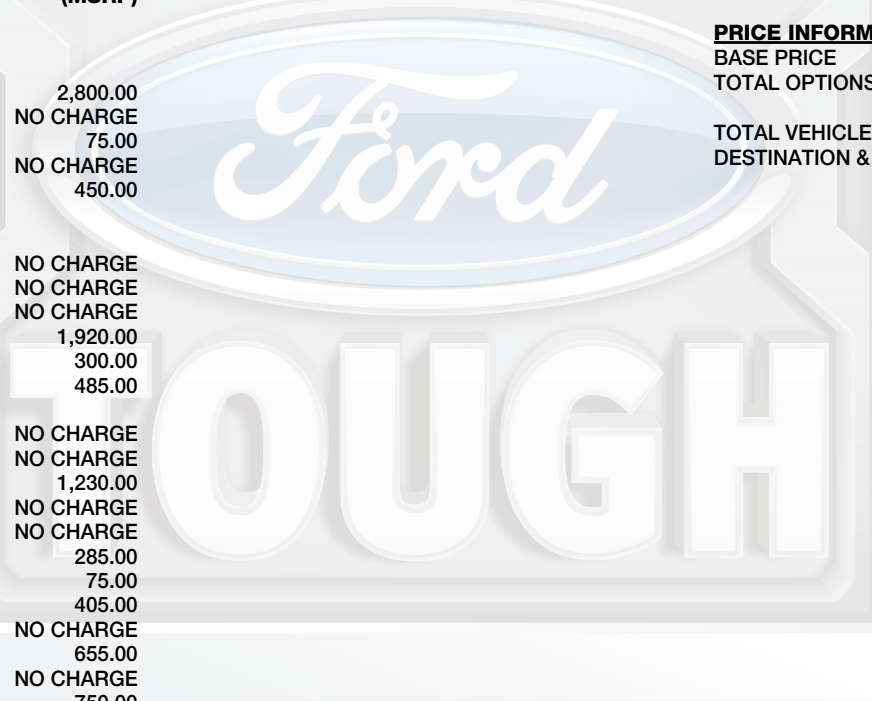 (MSRP)
2,800.00
NO CHARGE
75.00
NO CHARGE
450.00
NO CHARGE
NO CHARGE
NO CHARGE
1,920.00
300.00
485.00
NO CHARGE
NO CHARGE
1,230.00
NO CHARGE
NO CHARGE
285.00
75.00
405.00
NO CHARGE
655.00
NO CHARGE
750.00
PRICE INFORM
BASE PRICE
TOTAL OPTIONS
TOTAL VEHICLE
DESTINATION &
Ford
TOUGH